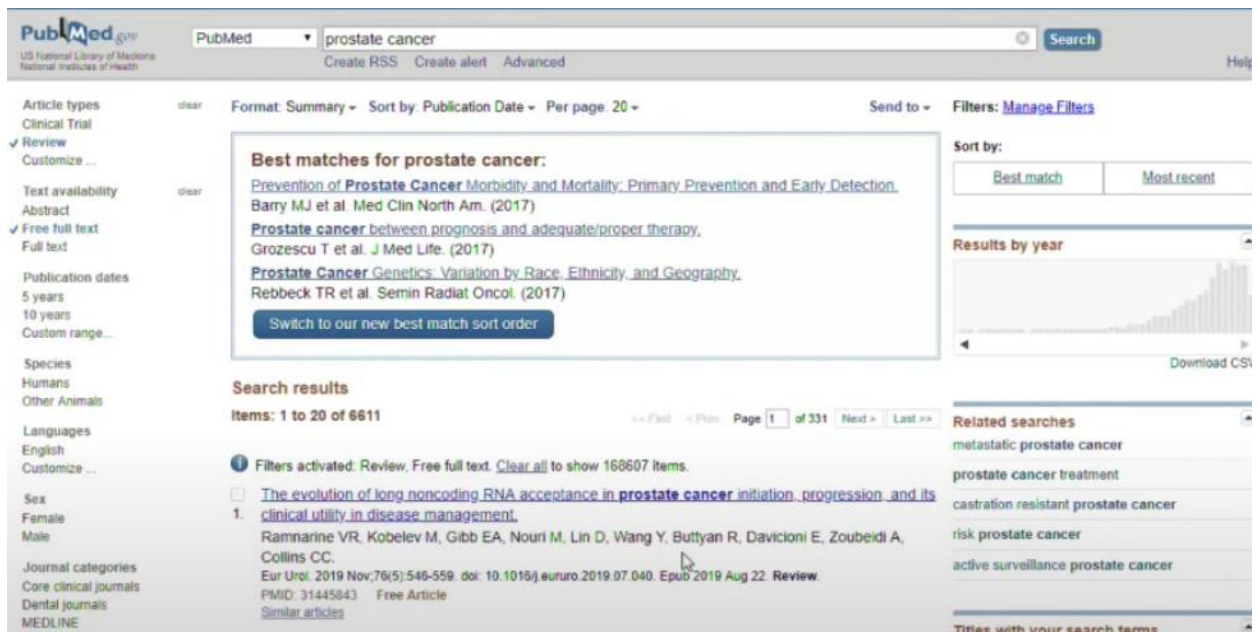 PubMed.gov
US National Library of Medicine
National Institutes of Health
PubMed
prostate cancer
Search
Create RSS Create alert Advanced
Help
Article types clear
Clinical Trial
Review
Customize ...
Text availability clear
Abstract
Free full text
Full text
Publication dates
5 years
10 years
Custom range...
Species
Humans
Other Animals
Languages
English
Customize ...
Sex
Female
Male
Journal categories
Core clinical journals
Dental journals
MEDLINE
Format: Summary Sort by: Publication Date Per page: 20 Send to
Best matches for prostate cancer:
Prevention of Prostate Cancer Morbidity and Mortality: Primary Prevention and Early Detection.
Barry MJ et al. Med Clin North Am. (2017)
Prostate cancer between prognosis and adequate/proper therapy.
Grozescu T et al. J Med Life. (2017)
Prostate Cancer Genetics: Variation by Race, Ethnicity, and Geography.
Rebbeck TR et al. Semin Radiat Oncol. (2017)
Switch to our new best match sort order
Search results
Items: 1 to 20 of 6611
<< First < Prev Page 1 of 331 Next > Last >>
Filters activated: Review, Free full text. Clear all to show 168607 items.
The evolution of long noncoding RNA acceptance in prostate cancer initiation, progression, and its
1. clinical utility in disease management.
Ramnarine VR, Kobelev M, Gibb EA, Nouri M, Lin D, Wang Y, Buttyan R, Davicioni E, Zoubeidi A,
Collins CC.
Eur Urol. 2019 Nov;76(5):546-559. doi: 10.1016/j.eururo.2019.07.040. Epub 2019 Aug 22. Review.
PMID: 31445843 Free Article
Similar articles
Filters: Manage Filters
Sort by:
Best match Most recent
Results by year
Download CSV
Related searches
metastatic prostate cancer
prostate cancer treatment
castration resistant prostate cancer
risk prostate cancer
active surveillance prostate cancer
Titles with your search terms